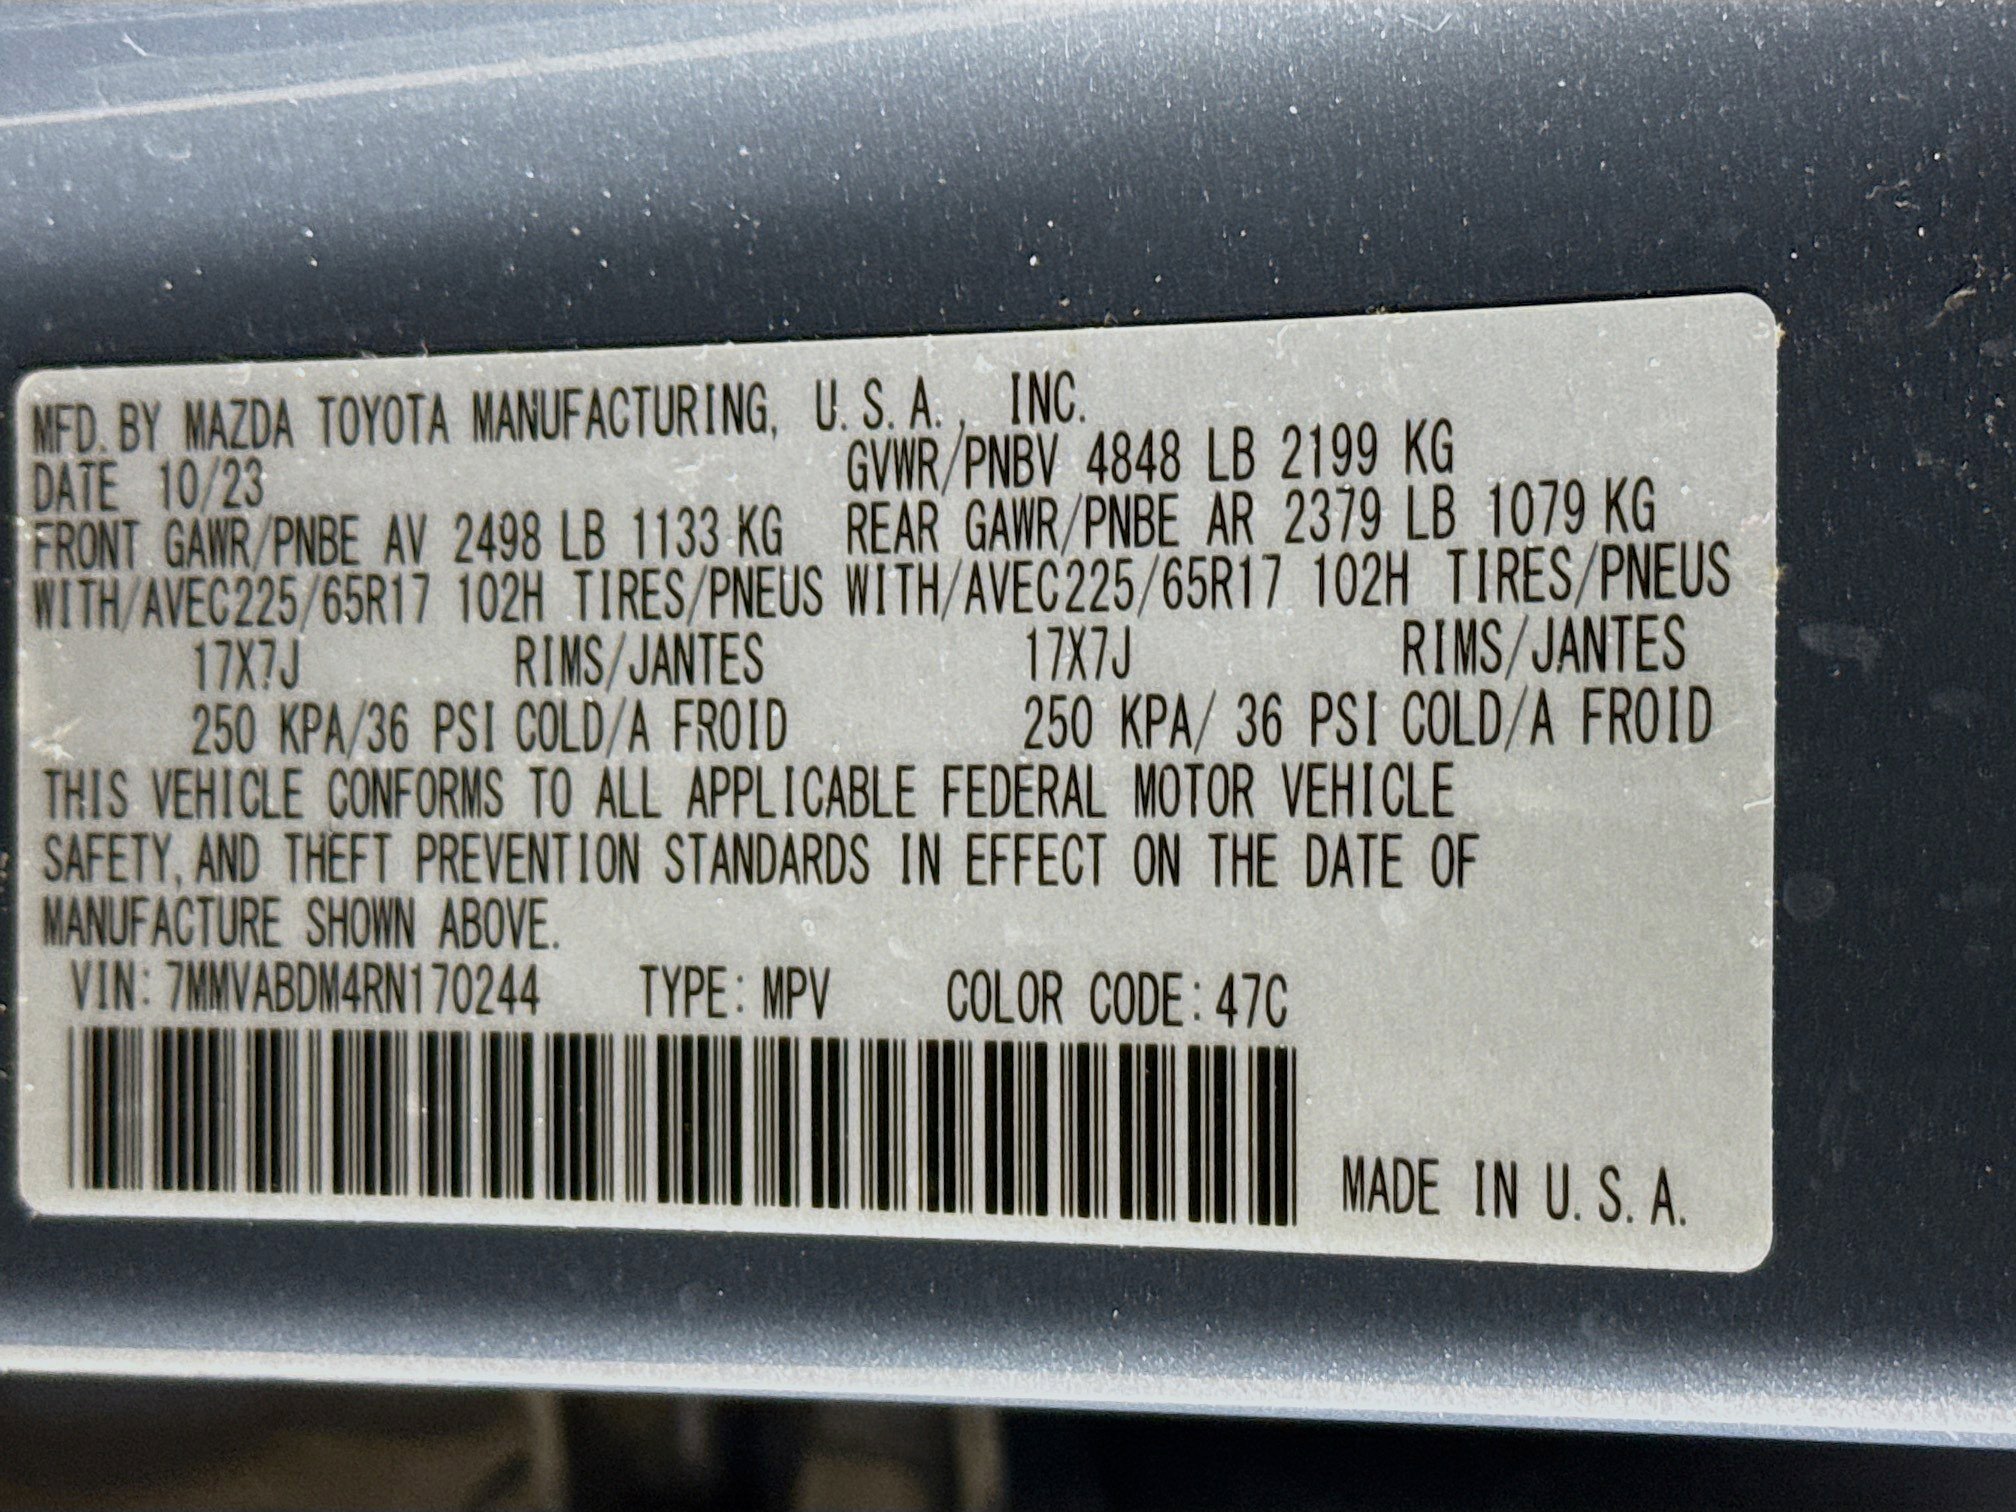 MFD. BY MAZDA TOYOTA MANUFACTURING, U.S.A., INC.
DATE 10/23 GVWR/PNBV 4848 LB 2199 KG
FRONT GAWR/PNBE AV 2498 LB 1133 KG REAR GAWR/PNBE AR 2379 LB 1079 KG
WITH/AVEC225/65R17 102H TIRES/PNEUS WITH/AVEC225/65R17 102H TIRES/PNEUS
17X7J RIMS/JANTES 17X7J RIMS/JANTES
250 KPA/36 PSI COLD/A FROID 250 KPA/ 36 PSI COLD/A FROID
THIS VEHICLE CONFORMS TO ALL APPLICABLE FEDERAL MOTOR VEHICLE
SAFETY, AND THEFT PREVENTION STANDARDS IN EFFECT ON THE DATE OF
MANUFACTURE SHOWN ABOVE.
VIN: 7MMVABDM4RN170244 TYPE: MPV COLOR CODE: 47C
MADE IN U.S.A.